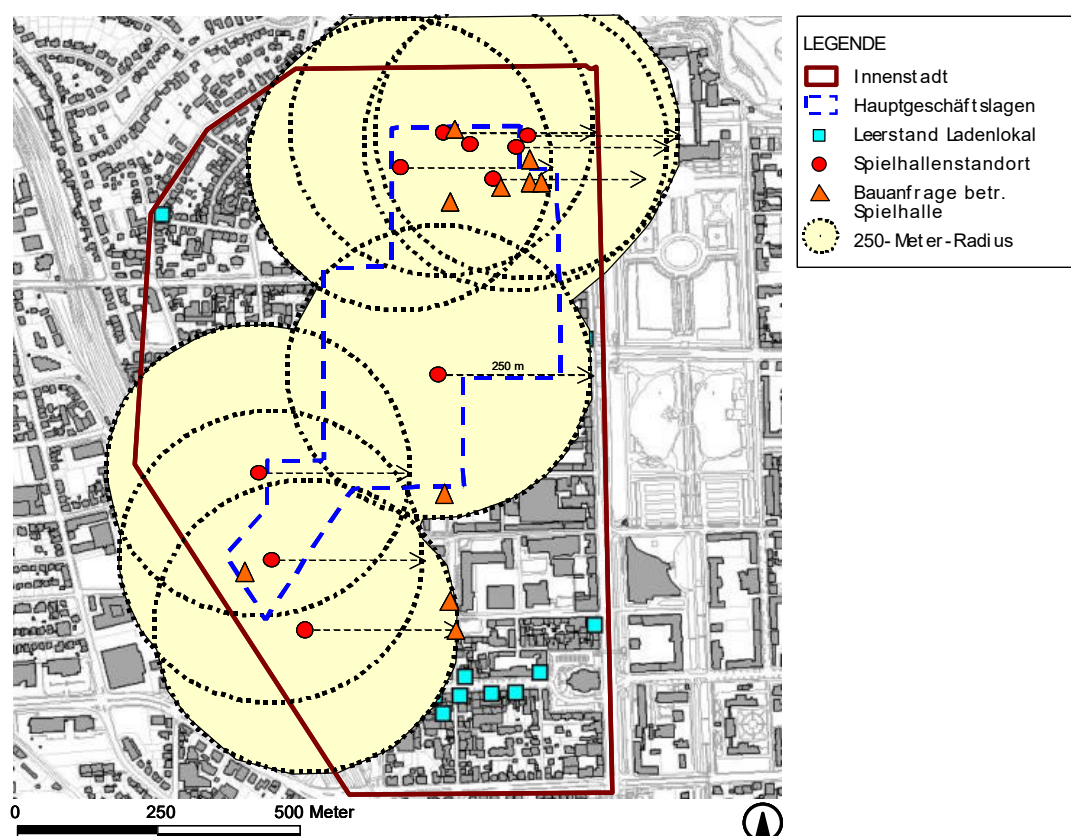 LEGENDE
Innenstadt
Hauptgeschäftslagen
Leerstand Ladenlokal
Spielhallenstandort
Bauanfrage betr.
Spielhalle
250-Meter-Radius
250 m
0 250 500 Meter